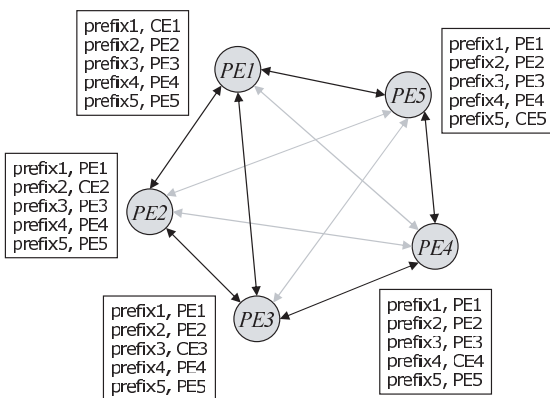 prefix1, CE1
prefix2, PE2
prefix3, PE3
prefix4, PE4
prefix5, PE5
PE1
PE5
prefix1, PE1
prefix2, PE2
prefix3, PE3
prefix4, PE4
prefix5, CE5
prefix1, PE1
prefix2, CE2
prefix3, PE3
prefix4, PE4
prefix5, PE5
PE2
PE4
prefix1, PE1
prefix2, PE2
prefix3, CE3
prefix4, PE4
prefix5, PE5
PE3
prefix1, PE1
prefix2, PE2
prefix3, PE3
prefix4, CE4
prefix5, PE5